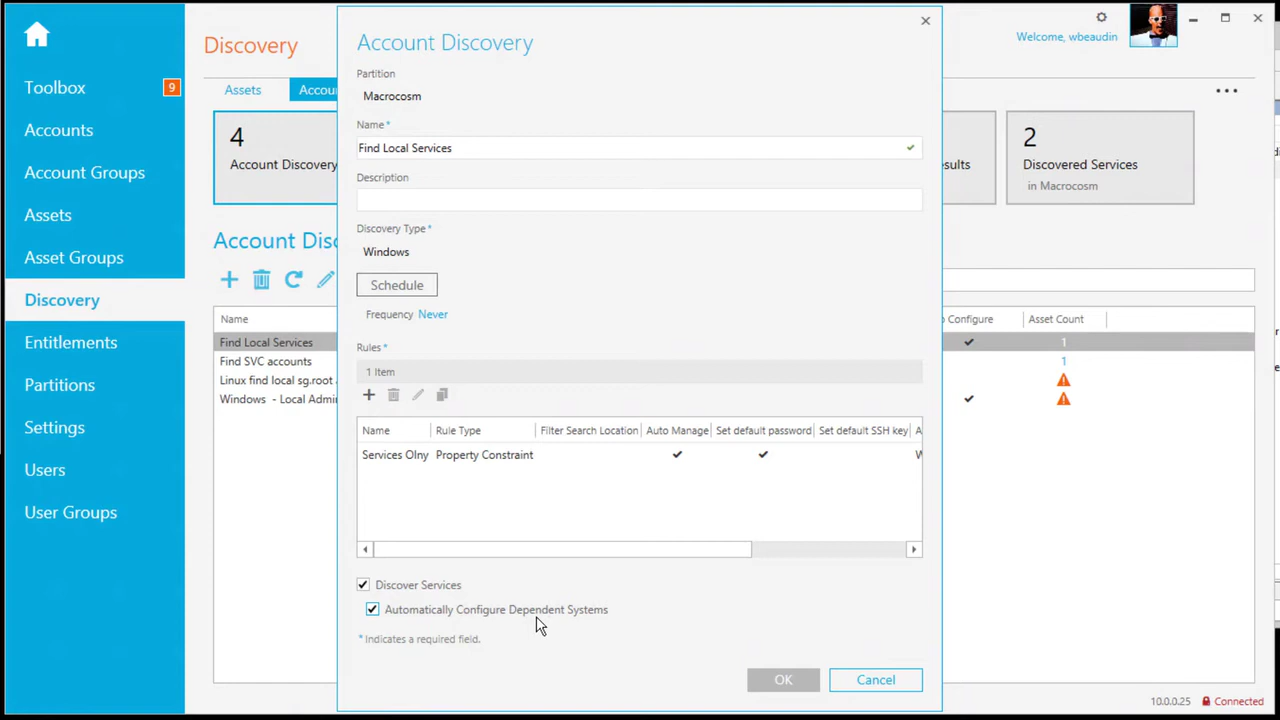 Toolbox
9
Accounts
Account Groups
Assets
Asset Groups
Discovery
Entitlements
Partitions
Settings
Users
User Groups
Discovery
Welcome, wbeaudin
Assets
Accou
4
Account Discovery
sults
2
Discovered Services
in Macrocosm
Account Disc
Name
Configure
Asset Count
Find Local Services
1
Find SVC accounts
1
Linux find local sg.root
Windows - Local Admi
Account Discovery
Partition
Macrocosm
Name*
Find Local Services
Description
Discovery Type*
Windows
Schedule
Frequency Never
Rules*
1 Item
Name Rule Type Filter Search Location Auto Manage Set default password Set default SSH key A
Services Olny Property Constraint W
Discover Services
Automatically Configure Dependent Systems
* Indicates a required field.
OK
Cancel
10.0.0.25
Connected